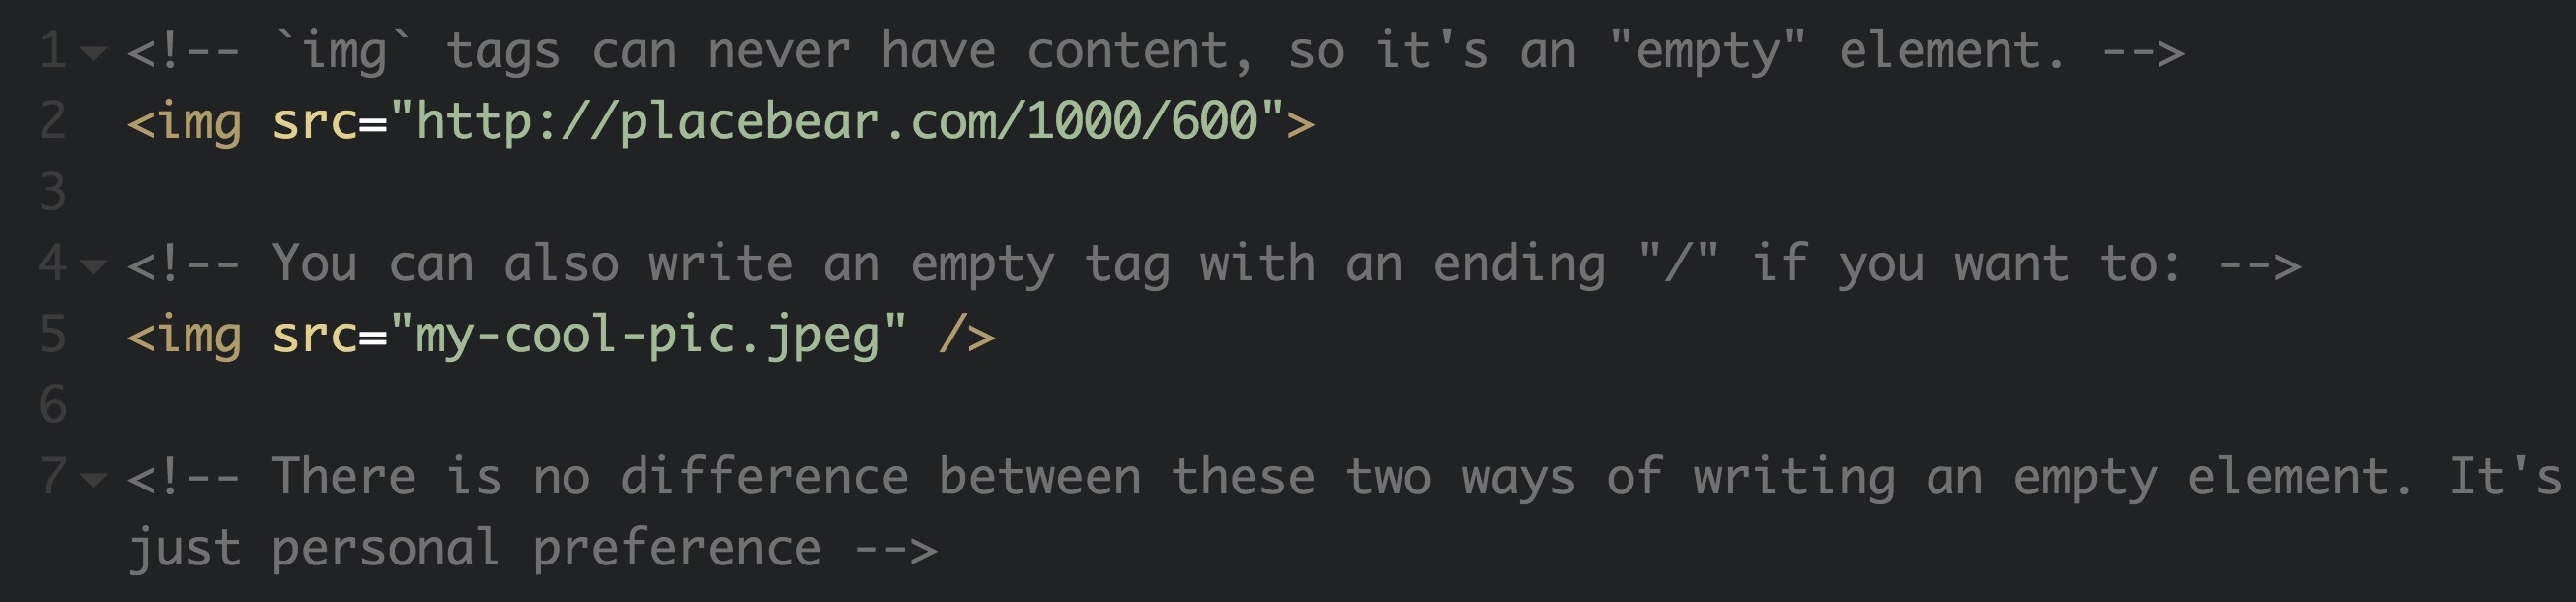 1 <!-- `img` tags can never have content, so it's an "empty" element. -->
2 <img src="http://placebear.com/1000/600">
3
4 <!-- You can also write an empty tag with an ending "/" if you want to: -->
5 <img src="my-cool-pic.jpeg" />
6
7 <!-- There is no difference between these two ways of writing an empty element. It's
just personal preference -->